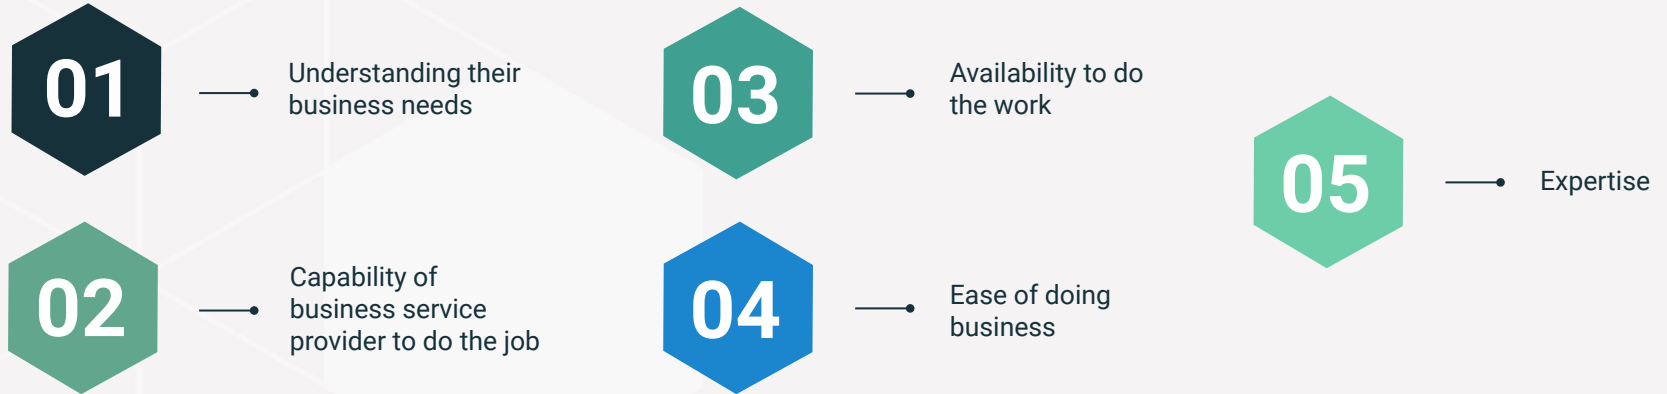 01
Understanding their
business needs
02
Capability of
business service
provider to do the job
03
Availability to do
the work
04
Ease of doing
business
05
Expertise